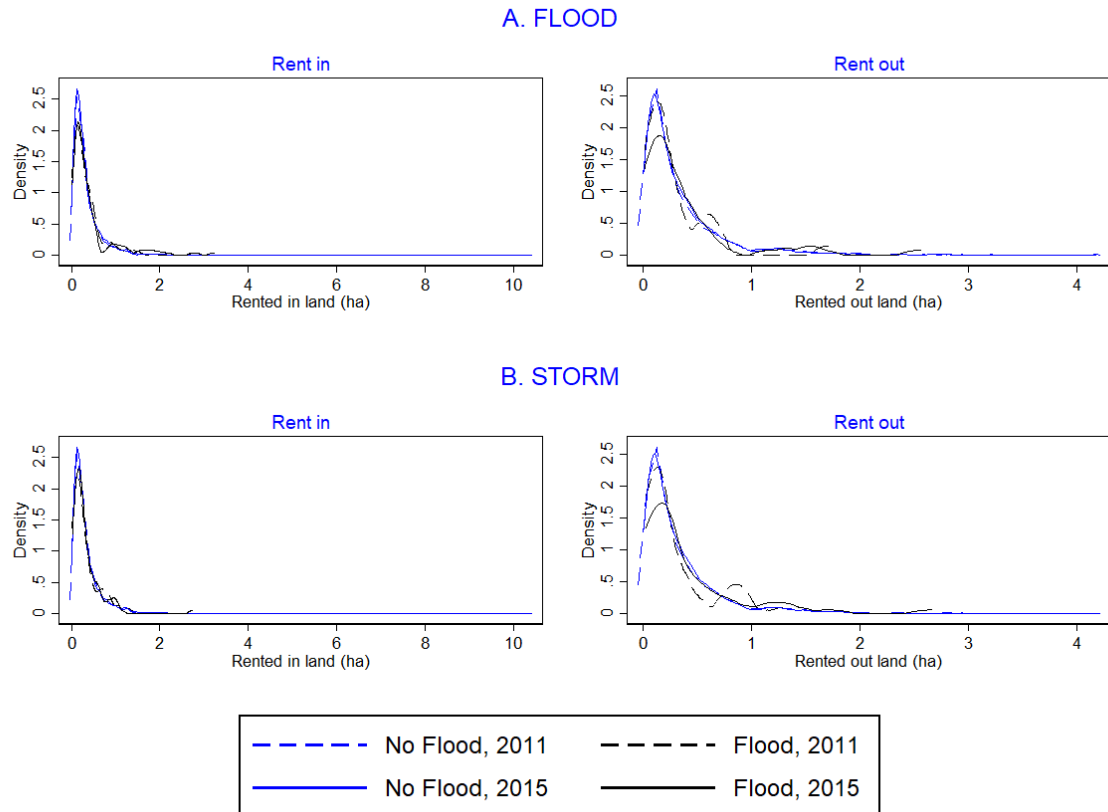 A. FLOOD
Rent in
Rent out
Density
0 .5 1 1.5 2 2.5
0 2 4 6 8 10
Rented in land (ha)
Density
0 .5 1 1.5 2 2.5
0 1 2 3 4
Rented out land (ha)
B. STORM
Rent in
Rent out
Density
0 .5 1 1.5 2 2.5
0 2 4 6 8 10
Rented in land (ha)
Density
0 .5 1 1.5 2 2.5
0 1 2 3 4
Rented out land (ha)
No Flood, 2011
Flood, 2011
No Flood, 2015
Flood, 2015